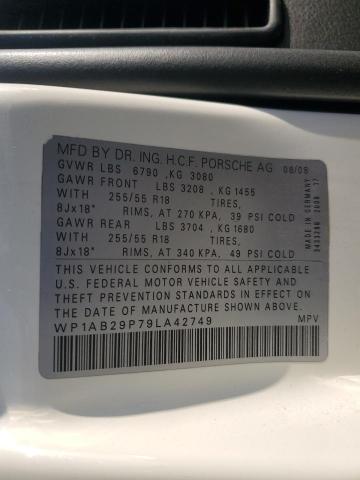 MFD BY DR. ING. H.C.F. PORSCHE AG 08/08
GVWR LBS 6790 ,KG 3080
GAWR FRONT LBS 3208 , KG 1455
WITH 255/55 R18 TIRES,
8Jx18" RIMS, AT 270 KPA, 39 PSI COLD
GAWR REAR LBS 3704 , KG 1680
WITH 255/55 R18 TIRES,
8Jx18" RIMS, AT 340 KPA, 49 PSI COLD
THIS VEHICLE CONFORMS TO ALL APPLICABLE
U.S. FEDERAL MOTOR VEHICLE SAFETY AND
THEFT PREVENTION STANDARDS IN EFFECT ON
THE DATE OF MANUFACTURE SHOWN ABOVE.
WP1AB29P79LA42749 MPV
MADE IN GERMANY
2008 17